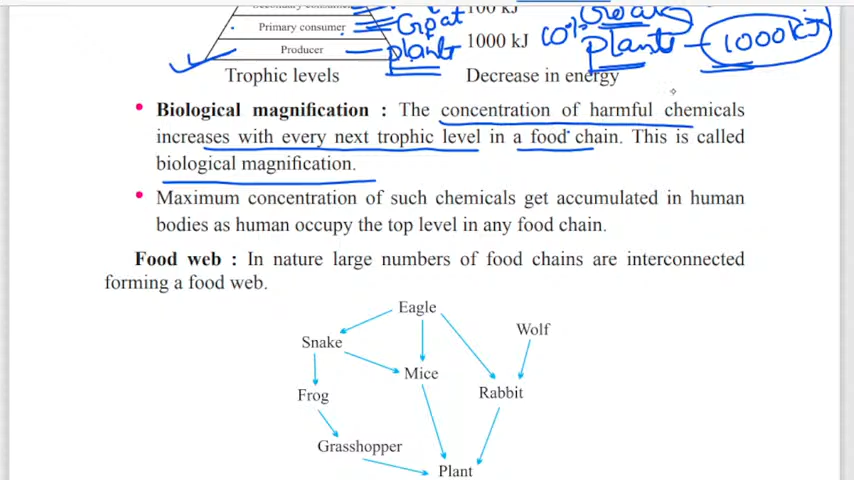 Primary consumer
Goat
100 kJ
Producer
plants
1000 kJ
10%
plants - 1000 kJ
Trophic levels
Decrease in energy
• Biological magnification : The concentration of harmful chemicals
increases with every next trophic level in a food chain. This is called
biological magnification.
• Maximum concentration of such chemicals get accumulated in human
bodies as human occupy the top level in any food chain.
Food web : In nature large numbers of food chains are interconnected
forming a food web.
Eagle
Wolf
Snake
Mice
Frog
Rabbit
Grasshopper
Plant